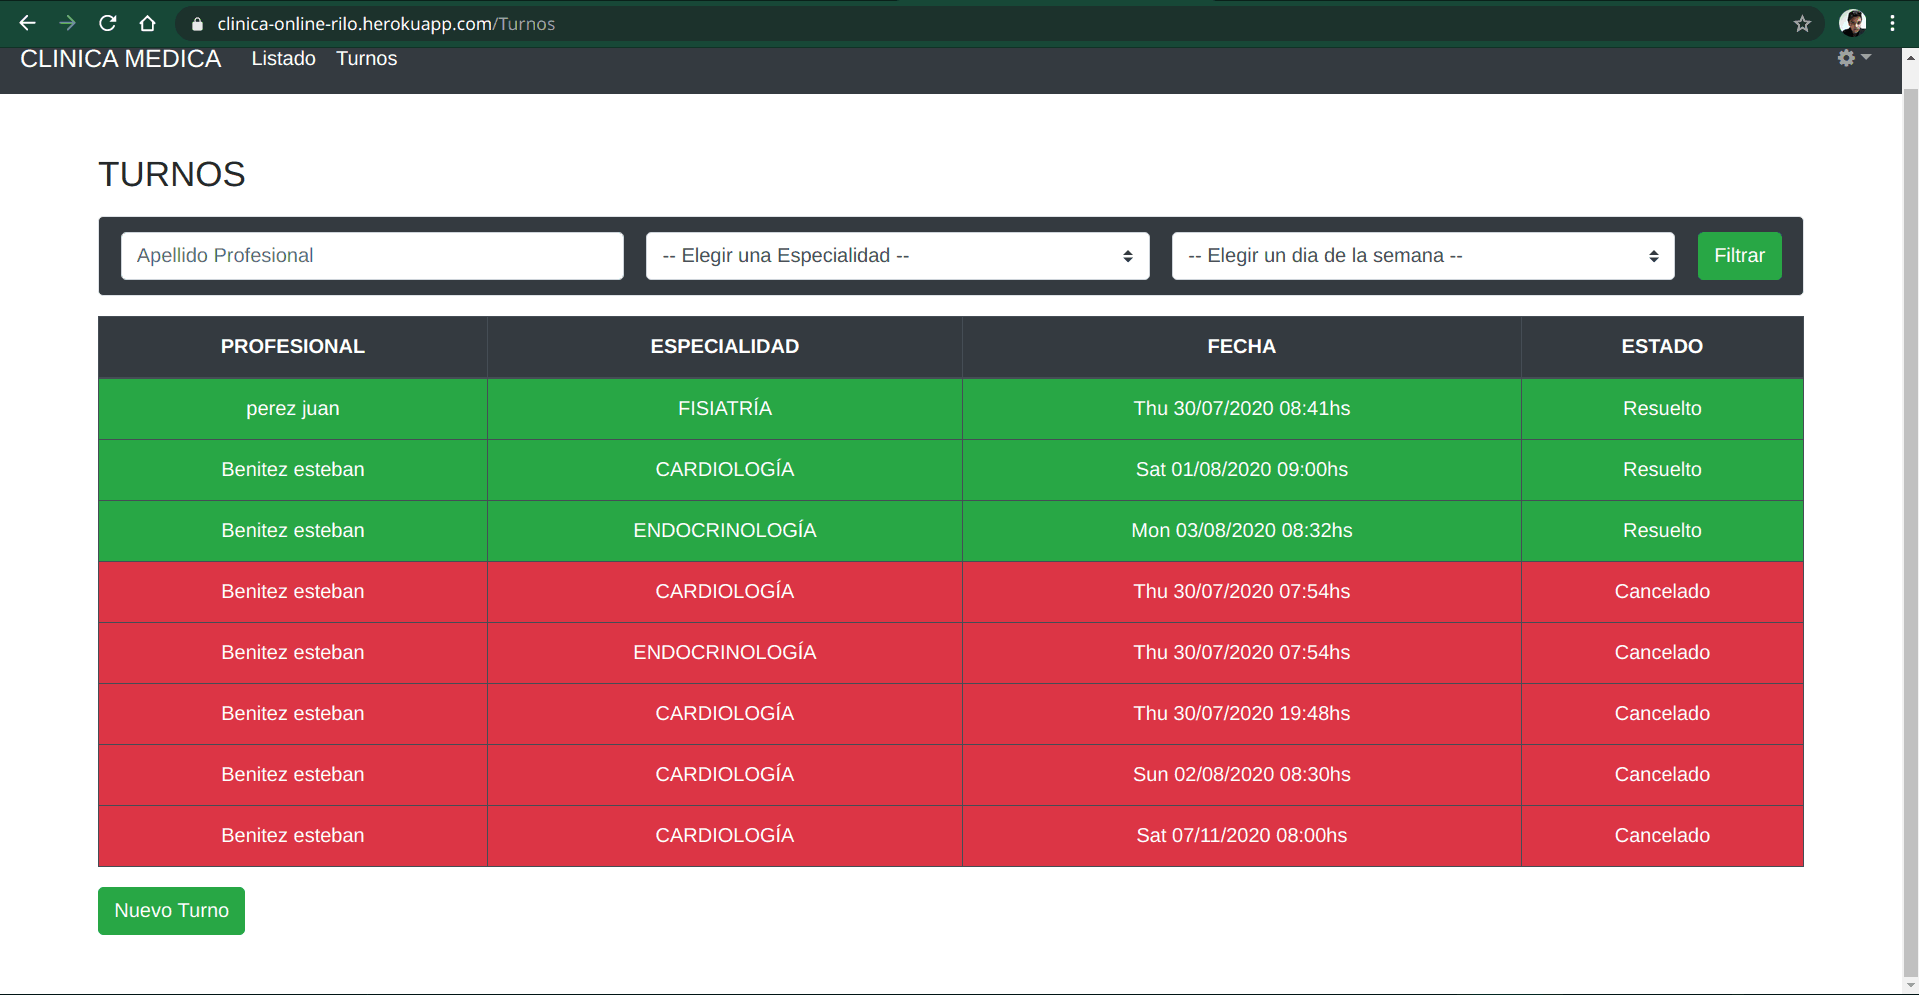 clinica-online-rilo.herokuapp.com/Turnos
CLINICA MEDICA Listado Turnos
TURNOS
Apellido Profesional -- Elegir una Especialidad -- -- Elegir un dia de la semana -- Filtrar
PROFESIONAL ESPECIALIDAD FECHA ESTADO
perez juan FISIATRÍA Thu 30/07/2020 08:41hs Resuelto
Benitez esteban CARDIOLOGÍA Sat 01/08/2020 09:00hs Resuelto
Benitez esteban ENDOCRINOLOGÍA Mon 03/08/2020 08:32hs Resuelto
Benitez esteban CARDIOLOGÍA Thu 30/07/2020 07:54hs Cancelado
Benitez esteban ENDOCRINOLOGÍA Thu 30/07/2020 07:54hs Cancelado
Benitez esteban CARDIOLOGÍA Thu 30/07/2020 19:48hs Cancelado
Benitez esteban CARDIOLOGÍA Sun 02/08/2020 08:30hs Cancelado
Benitez esteban CARDIOLOGÍA Sat 07/11/2020 08:00hs Cancelado
Nuevo Turno